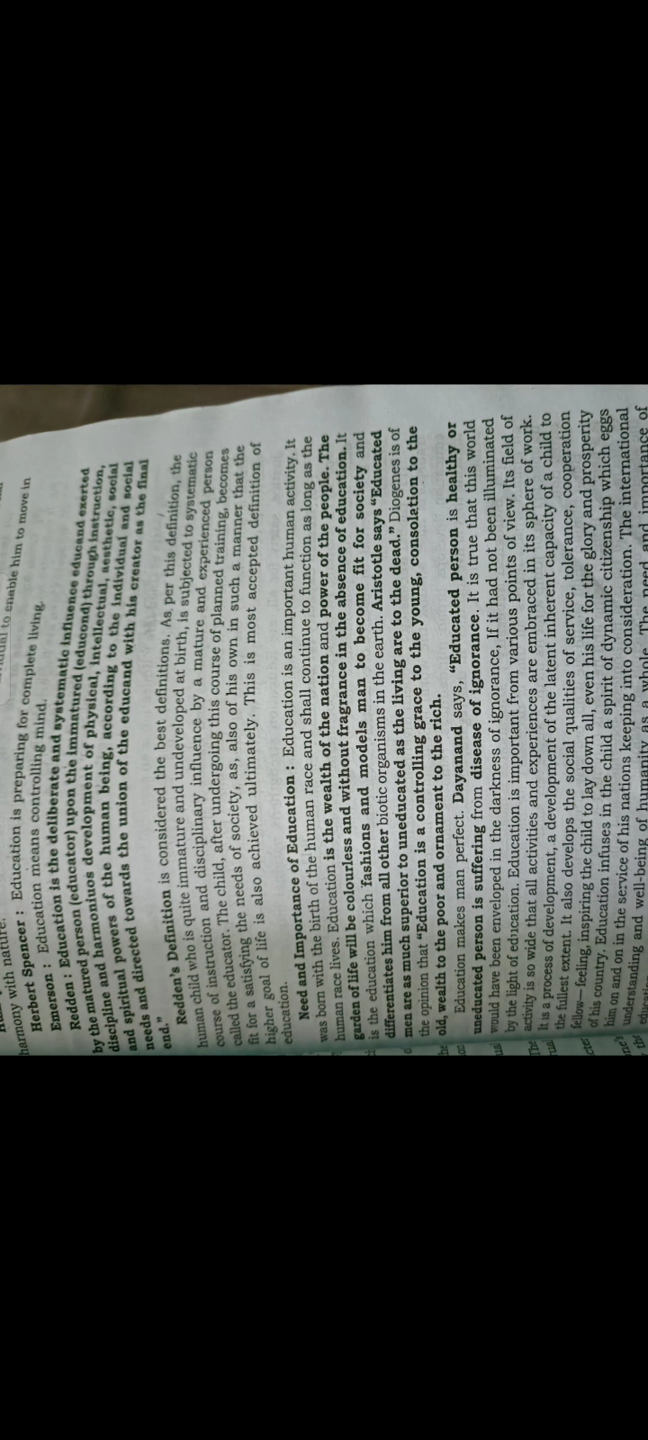 to enable him to move in
harmony with nature.
Herbert Spencer : Education is preparing for complete living.
Emerson : Education means controlling mind.
Redden : Education is the deliberate and systematic influence educand exerted
by the matured person (educator) upon the immatured (educond) through instruction,
discipline and harmoniuos development of physical, intellectual, aesthetic, social
and spiritual powers of the human being, according to the individual and social
needs and directed towards the union of the educand with his creator as the final
end."
Redden's Definition is considered the best definitions. As per this definition, the
human child who is quite immature and undeveloped at birth, is subjected to systematic
course of instruction and disciplinary influence by a mature and experienced person
called the educator. The child, after undergoing this course of planned training, becomes
fit for a satisfying the needs of society, as, also of his own in such a manner that the
higher goal of life is also achieved ultimately. This is most accepted definition of
education.
Need and Importance of Education : Education is an important human activity. It
was born with the birth of the human race and shall continue to function as long as the
human race lives. Education is the wealth of the nation and power of the people. The
garden of life will be colourless and without fragrance in the absence of education. It
is the education which fashions and models man to become fit for society and
differentiates him from all other biotic organisms in the earth. Aristotle says "Educated
men are as much superior to uneducated as the living are to the dead." Diogenes is of
the opinion that "Education is a controlling grace to the young, consolation to the
old, wealth to the poor and ornament to the rich.
Education makes man perfect. Dayanand says, "Educated person is healthy or
uneducated person is suffering from disease of ignorance. It is true that this world
would have been enveloped in the darkness of ignorance, If it had not been illuminated
by the light of education. Education is important from various points of view. Its field of
activity is so wide that all activities and experiences are embraced in its sphere of work.
It is a process of development, a development of the latent inherent capacity of a child to
the fullest extent. It also develops the social qualities of service, tolerance, cooperation
fellow—feeling, inspiring the child to lay down all, even his life for the glory and prosperity
of his country. Education infuses in the child a spirit of dynamic citizenship which eggs
him on and on in the service of his nations keeping into consideration. The international
understanding and well-being of humanity as a whole. The need and importance of